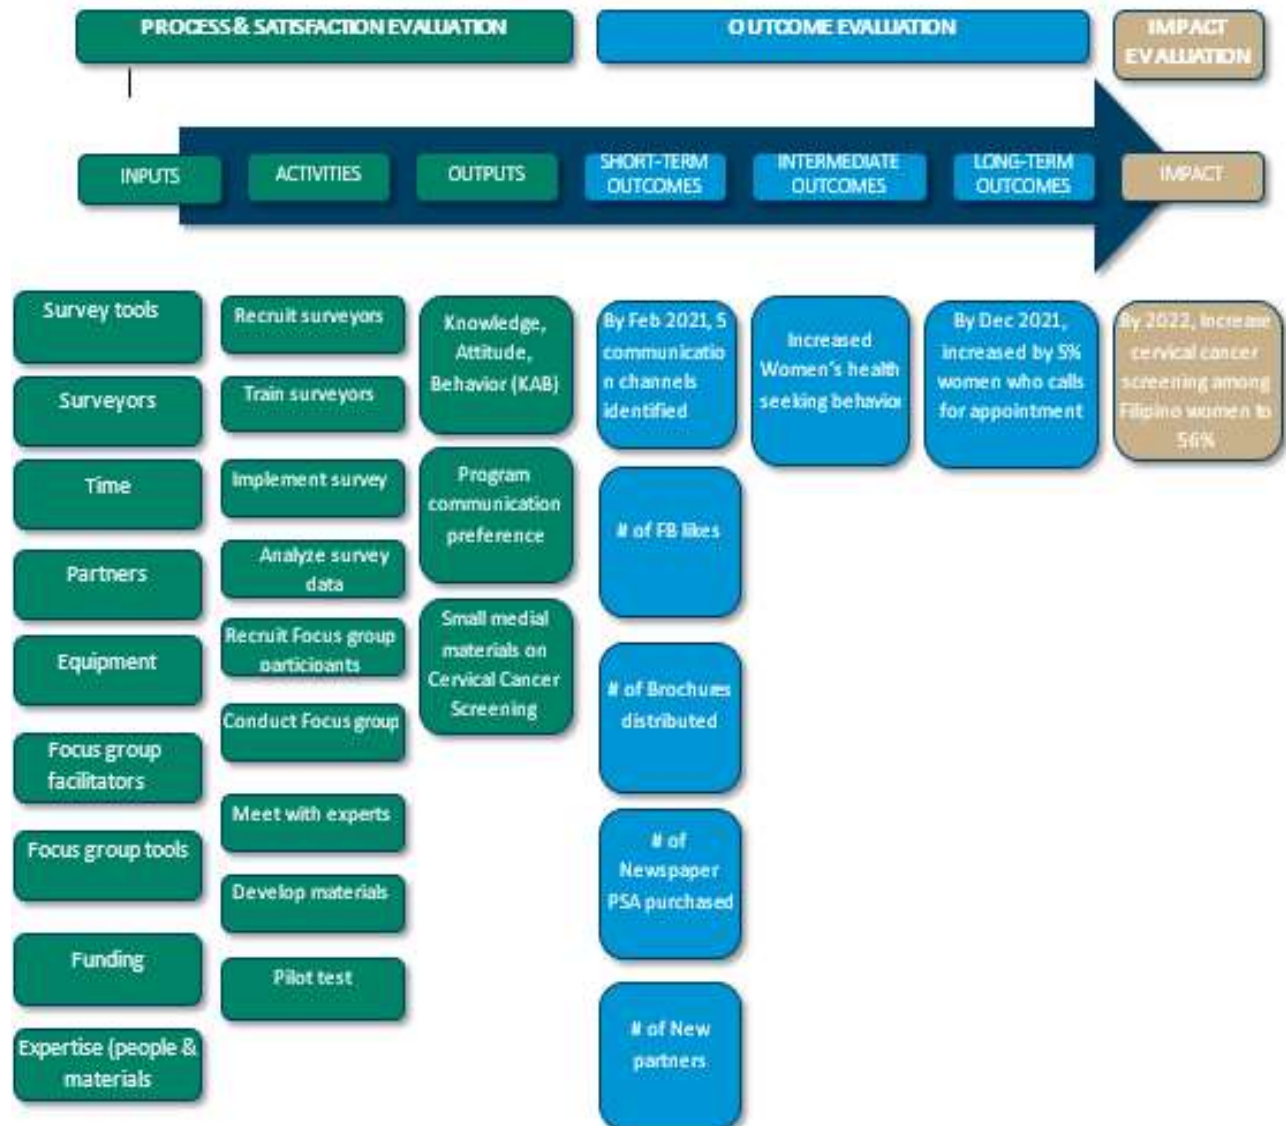 PROCESS & SATISFACTION EVALUATION
OUTCOME EVALUATION
IMPACT
EVALUATION
INPUTS
ACTIVITIES
OUTPUTS
SHORT-TERM
OUTCOMES
INTERMEDIATE
OUTCOMES
LONG-TERM
OUTCOMES
IMPACT
Survey tools
Surveyors
Time
Partners
Equipment
Focus group
facilitators
Focus group tools
Funding
Expertise (people &
materials
Recruit surveyors
Train surveyors
Implement survey
Analyze survey
data
Recruit Focus group
participants
Conduct Focus group
Meet with experts
Develop materials
Pilot test
Knowledge,
Attitude,
Behavior (KAB)
Program
communication
preference
Small medial
materials on
Cervical Cancer
Screening
By Feb 2021, 5
communicatio
n channels
identified
# of FB likes
# of Brochures
distributed
# of
Newspaper
PSA purchased
# of New
partners
Increased
Women's health
seeking behavior
By Dec 2021,
increased by 5%
women who calls
for appointment
By 2022, Increase
cervical cancer
screening among
Filipino women to
56%